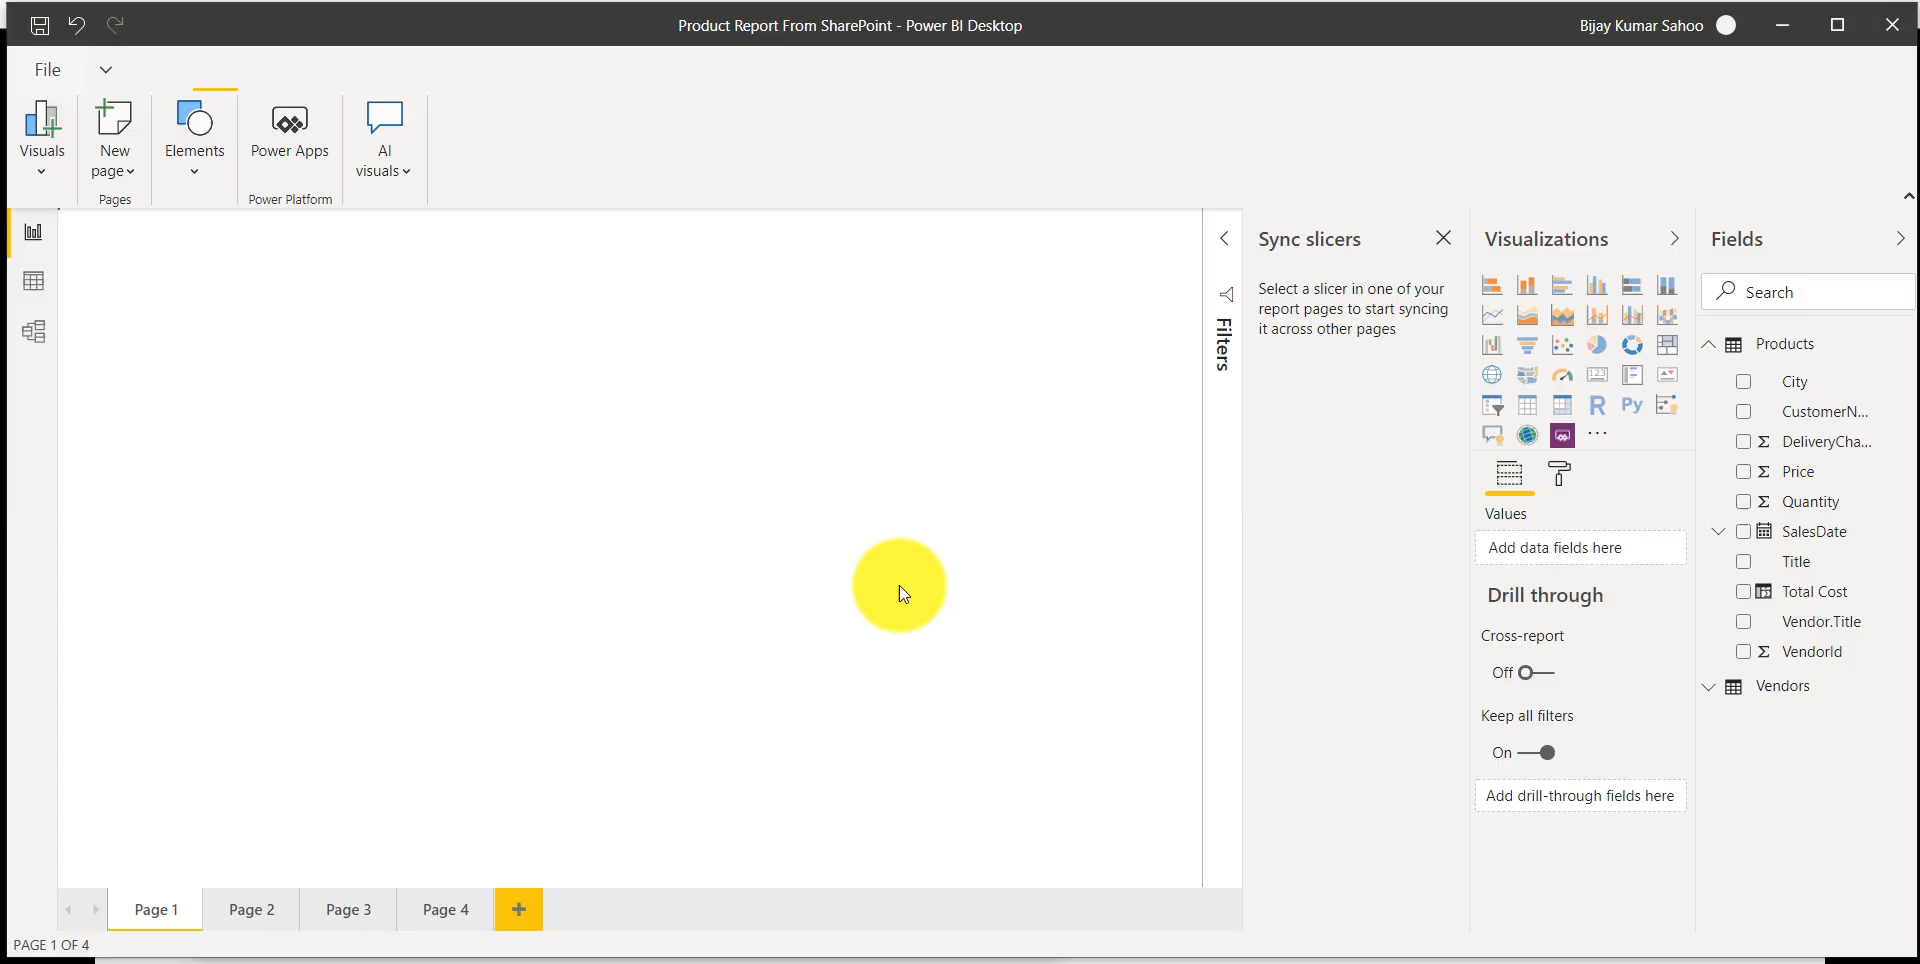 Product Report From SharePoint - Power BI Desktop
Bijay Kumar Sahoo
File
Visuals
New
page
Elements
Power Apps
AI
visuals
Pages
Power Platform
Filters
Sync slicers
Select a slicer in one of your
report pages to start syncing
it across other pages
Visualizations
123
R
Py
Values
Add data fields here
Drill through
Cross-report
Off
Keep all filters
On
Add drill-through fields here
Fields
Search
Products
City
CustomerN...
Σ DeliveryCha...
Σ Price
Σ Quantity
SalesDate
Title
Total Cost
Vendor.Title
Σ VendorId
Vendors
Page 1
Page 2
Page 3
Page 4
+
PAGE 1 OF 4